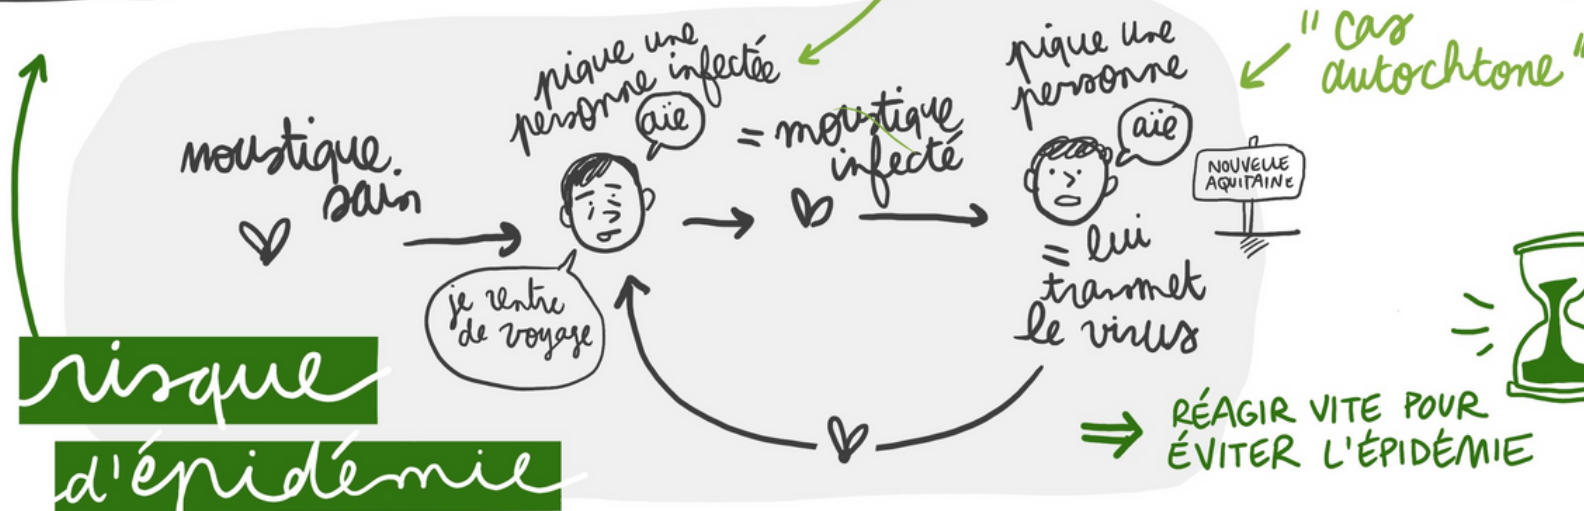 moustique
sain
pique une
personne infectée
aïe
je rentre
de voyage
= moustique
infecté
pique une
personne
aïe
= lui
transmet
le virus
NOUVELLE
AQUITAINE
" cas
autochtone "
risque
d'épidémie
⇒ RÉAGIR VITE POUR
ÉVITER L'ÉPIDÉMIE